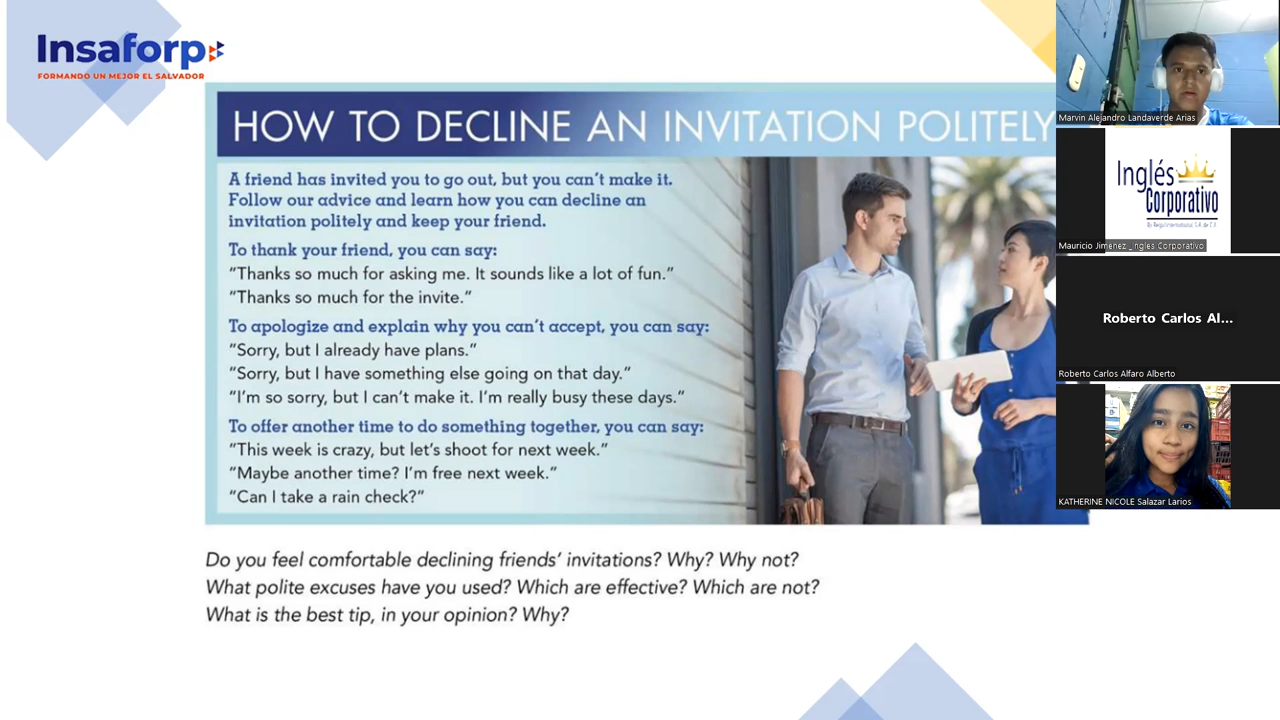 Insaforp
FORMANDO UN MEJOR EL SALVADOR
HOW TO DECLINE AN INVITATION POLITELY
A friend has invited you to go out, but you can't make it.
Follow our advice and learn how you can decline an
invitation politely and keep your friend.
To thank your friend, you can say:
“Thanks so much for asking me. It sounds like a lot of fun.”
“Thanks so much for the invite.”
To apologize and explain why you can't accept, you can say:
“Sorry, but I already have plans.”
“Sorry, but I have something else going on that day.”
“I'm so sorry, but I can't make it. I'm really busy these days.”
To offer another time to do something together, you can say:
“This week is crazy, but let's shoot for next week.”
“Maybe another time? I'm free next week.”
“Can I take a rain check?”
Do you feel comfortable declining friends' invitations? Why? Why not?
What polite excuses have you used? Which are effective? Which are not?
What is the best tip, in your opinion? Why?
Marvin Alejandro Landaverde Arias
Inglés
Corporativo
Mauricio Jimenez _Ingles Corporativo
Roberto Carlos Al...
Roberto Carlos Alfaro Alberto
KATHERINE NICOLE Salazar Larios